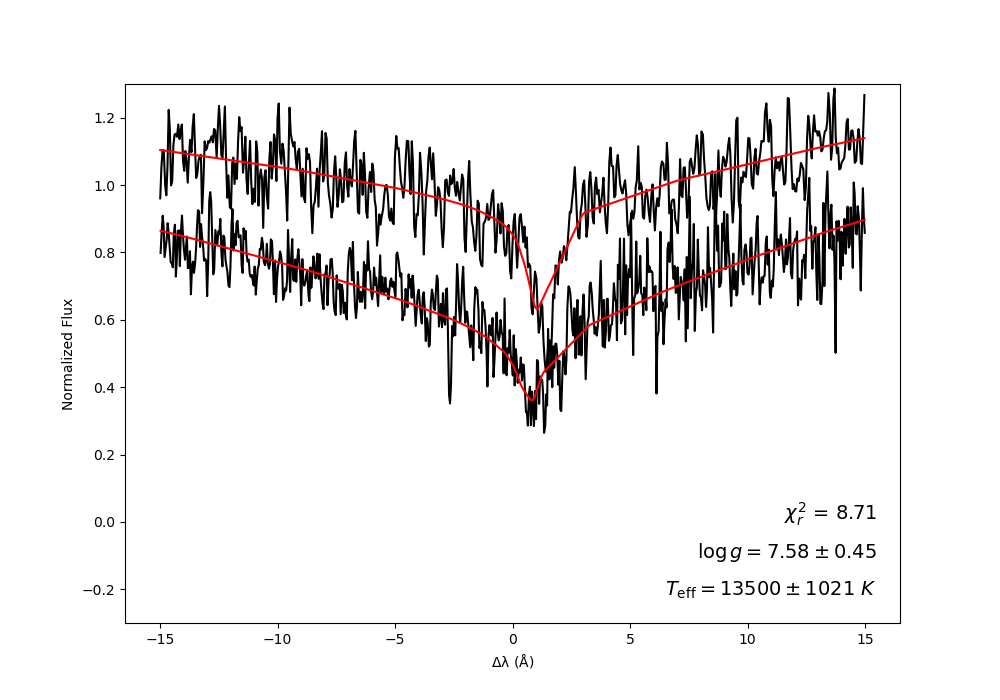 1.2
1.0
0.8
0.6
0.4
0.2
0.0
−0.2
Normalized Flux
χ²ᵣ = 8.71
log g = 7.58 ± 0.45
T_eff = 13500 ± 1021 K
−15 −10 −5 0 5 10 15
Δλ (Å)